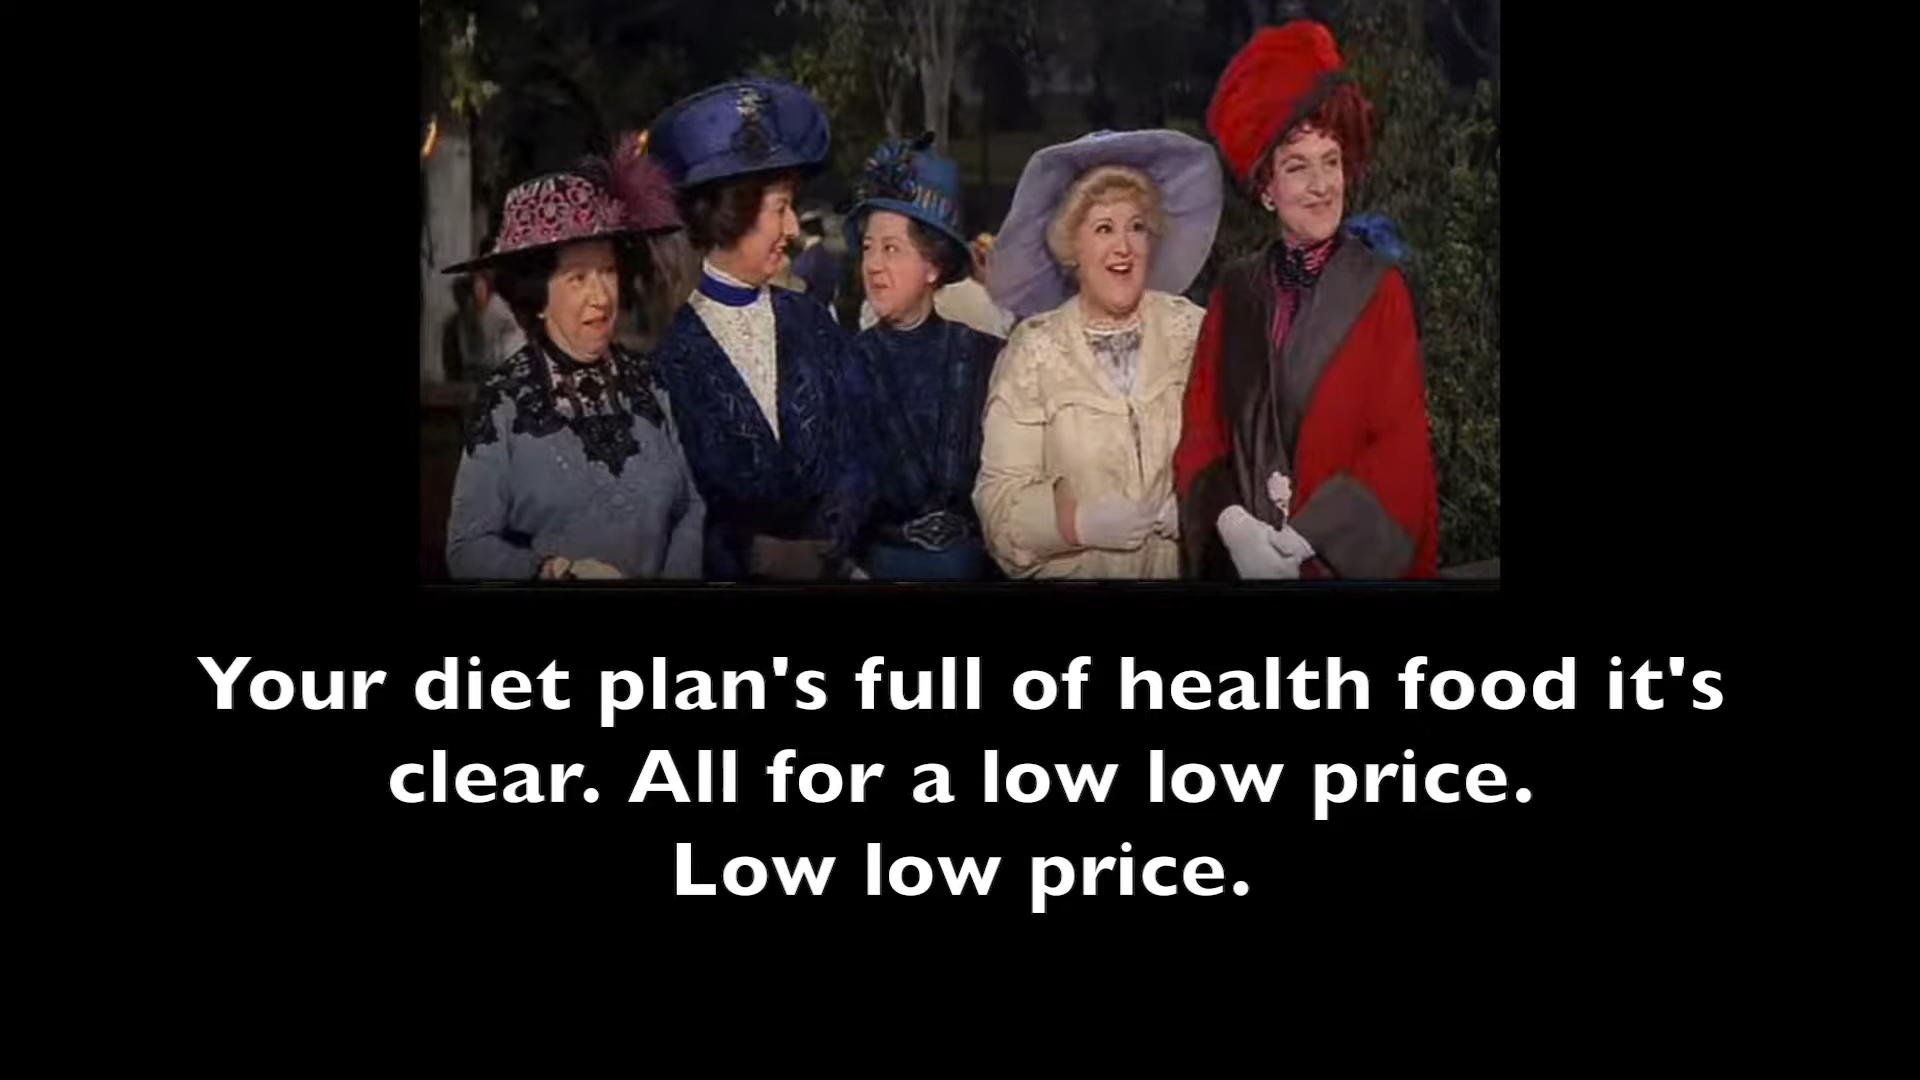 Your diet plan's full of health food it's
clear. All for a low low price.
Low low price.